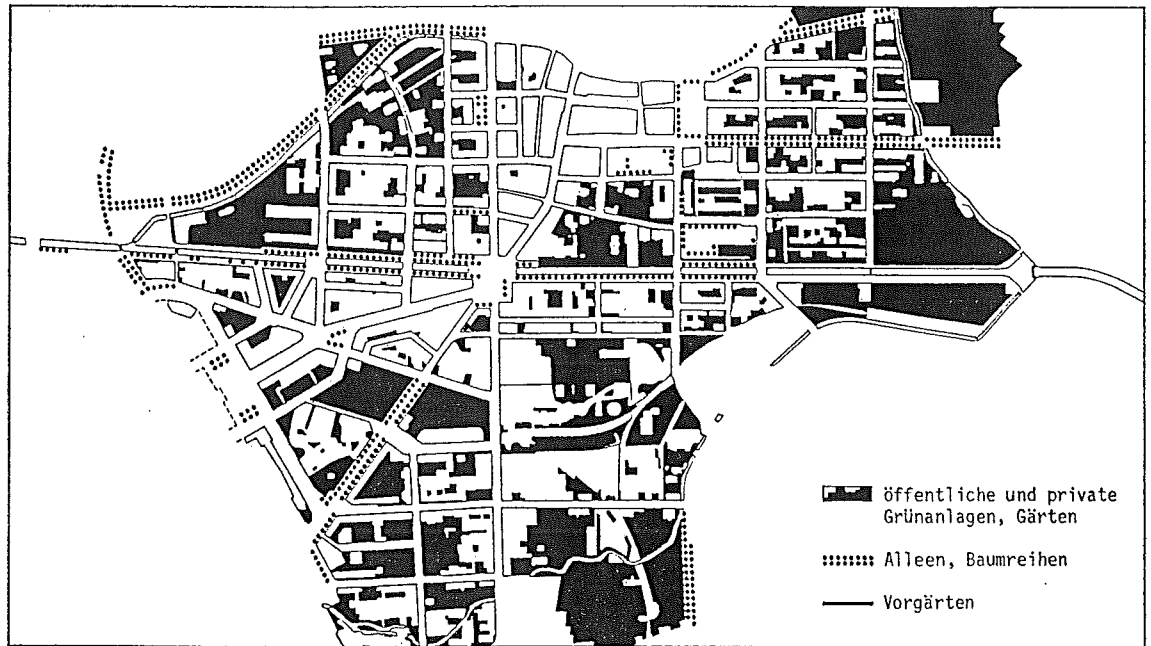 öffentliche und private
Grünanlagen, Gärten
Alleen, Baumreihen
Vorgärten